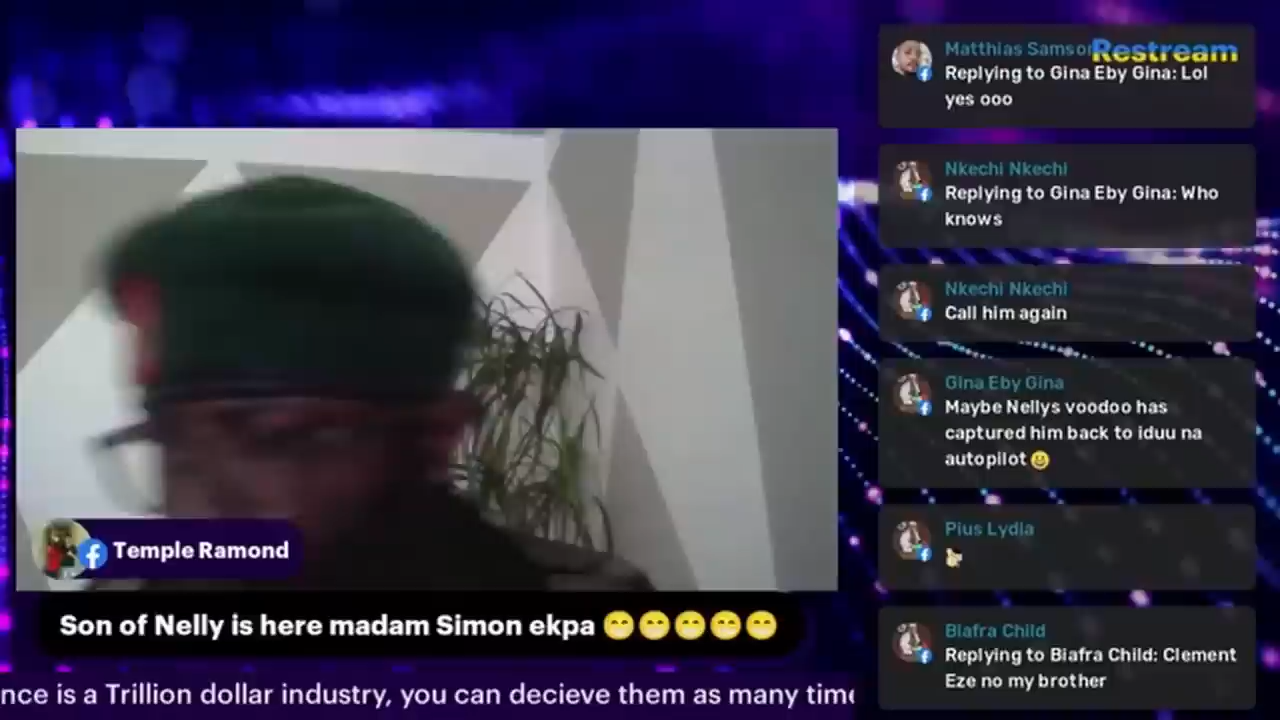 Restream
Matthias Samson
Replying to Gina Eby Gina: Lol
yes ooo
Nkechi Nkechi
Replying to Gina Eby Gina: Who
knows
Nkechi Nkechi
Call him again
Gina Eby Gina
Maybe Nellys voodoo has
captured him back to iduu na
autopilot 😀
Pius Lydia
Biafra Child
Replying to Biafra Child: Clement
Eze no my brother
Temple Ramond
Son of Nelly is here madam Simon ekpa 😁😁😁😁😁
nce is a Trillion dollar industry, you can decieve them as many time